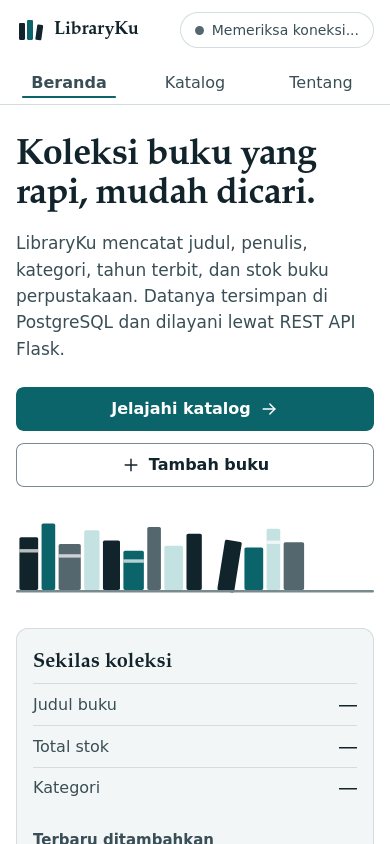 LibraryKu
Memeriksa koneksi...
Beranda
Katalog
Tentang
Koleksi buku yang
rapi, mudah dicari.
LibraryKu mencatat judul, penulis,
kategori, tahun terbit, dan stok buku
perpustakaan. Datanya tersimpan di
PostgreSQL dan dilayani lewat REST API
Flask.
Jelajahi katalog →
+ Tambah buku
Sekilas koleksi
Judul buku —
Total stok —
Kategori —
Terbaru ditambahkan